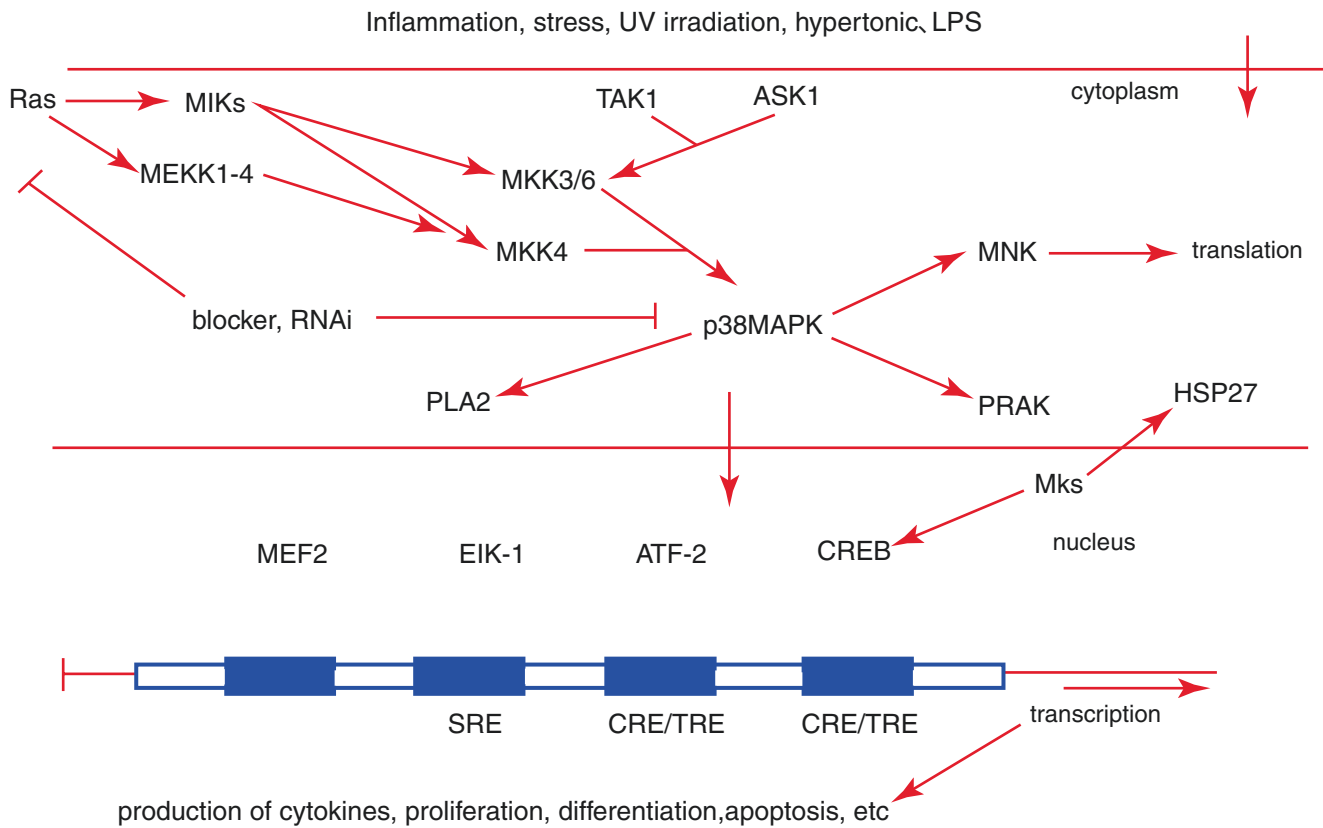 Inflammation, stress, UV irradiation, hypertonic、LPS
Ras
MIKs
TAK1
ASK1
cytoplasm
MEKK1-4
MKK3/6
MKK4
MNK
translation
blocker, RNAi
p38MAPK
PLA2
PRAK
HSP27
Mks
MEF2
EIK-1
ATF-2
CREB
nucleus
SRE
CRE/TRE
CRE/TRE
transcription
production of cytokines, proliferation, differentiation,apoptosis, etc